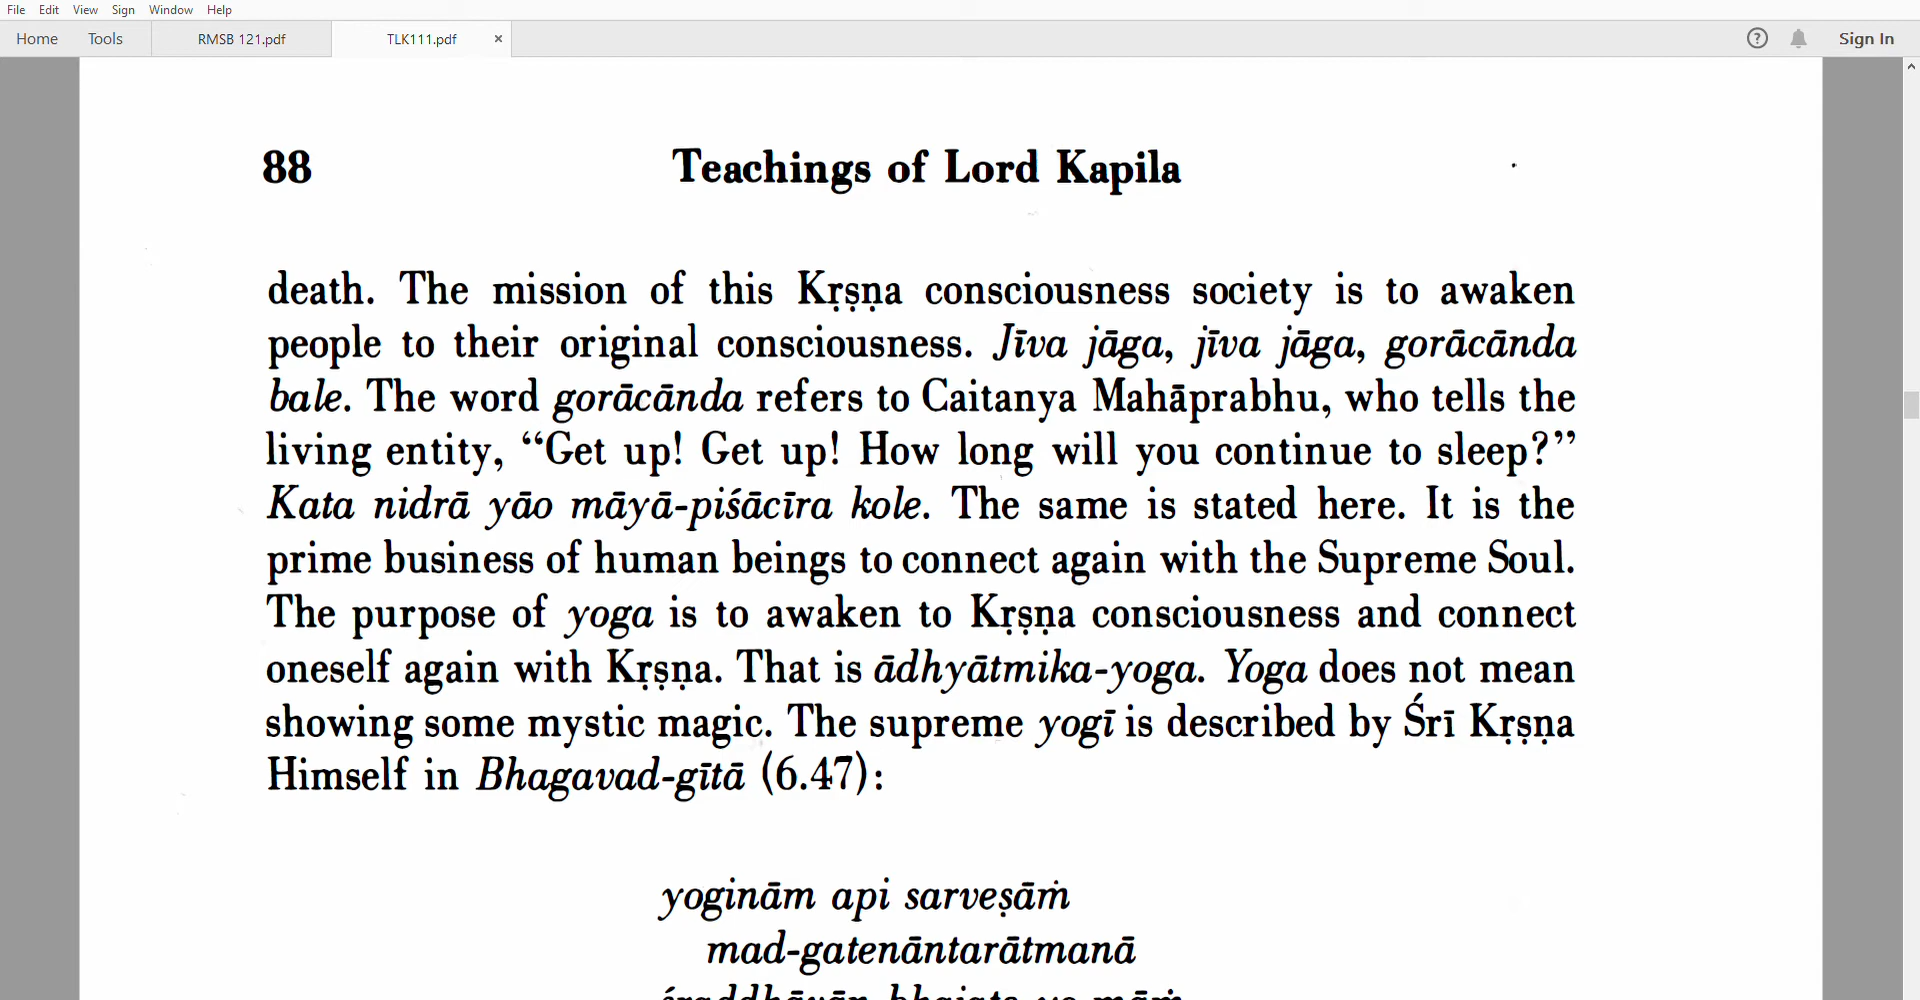 File Edit View Sign Window Help
Home Tools RMSB 121.pdf TLK111.pdf × ? Sign In
88 Teachings of Lord Kapila
death. The mission of this Kṛṣṇa consciousness society is to awaken
people to their original consciousness. Jīva jāga, jīva jāga, gorācānda
bale. The word gorācānda refers to Caitanya Mahāprabhu, who tells the
living entity, “Get up! Get up! How long will you continue to sleep?”
Kata nidrā yāo māyā-piśācīra kole. The same is stated here. It is the
prime business of human beings to connect again with the Supreme Soul.
The purpose of yoga is to awaken to Kṛṣṇa consciousness and connect
oneself again with Kṛṣṇa. That is ādhyātmika-yoga. Yoga does not mean
showing some mystic magic. The supreme yogī is described by Śrī Kṛṣṇa
Himself in Bhagavad-gītā (6.47):
yoginām api sarveṣāṁ
mad-gatenāntarātmanā
śraddhāvān bhajate yo māṁ